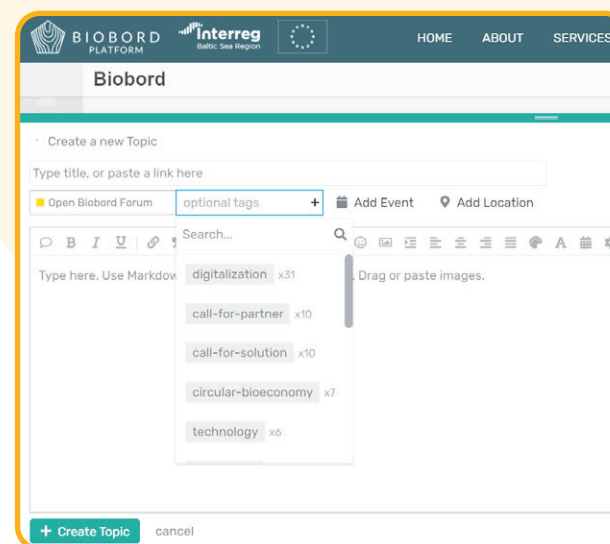 BIOBORD
PLATFORM
Interreg
Baltic Sea Region
HOME ABOUT SERVICES
Biobord
Create a new Topic
Type title, or paste a link here
Open Biobord Forum optional tags + Add Event Add Location
Search...
B I U A
Type here. Use Markdow . Drag or paste images.
digitalization x31
call-for-partner x10
call-for-solution x10
circular-bioeconomy x7
technology x6
+ Create Topic cancel